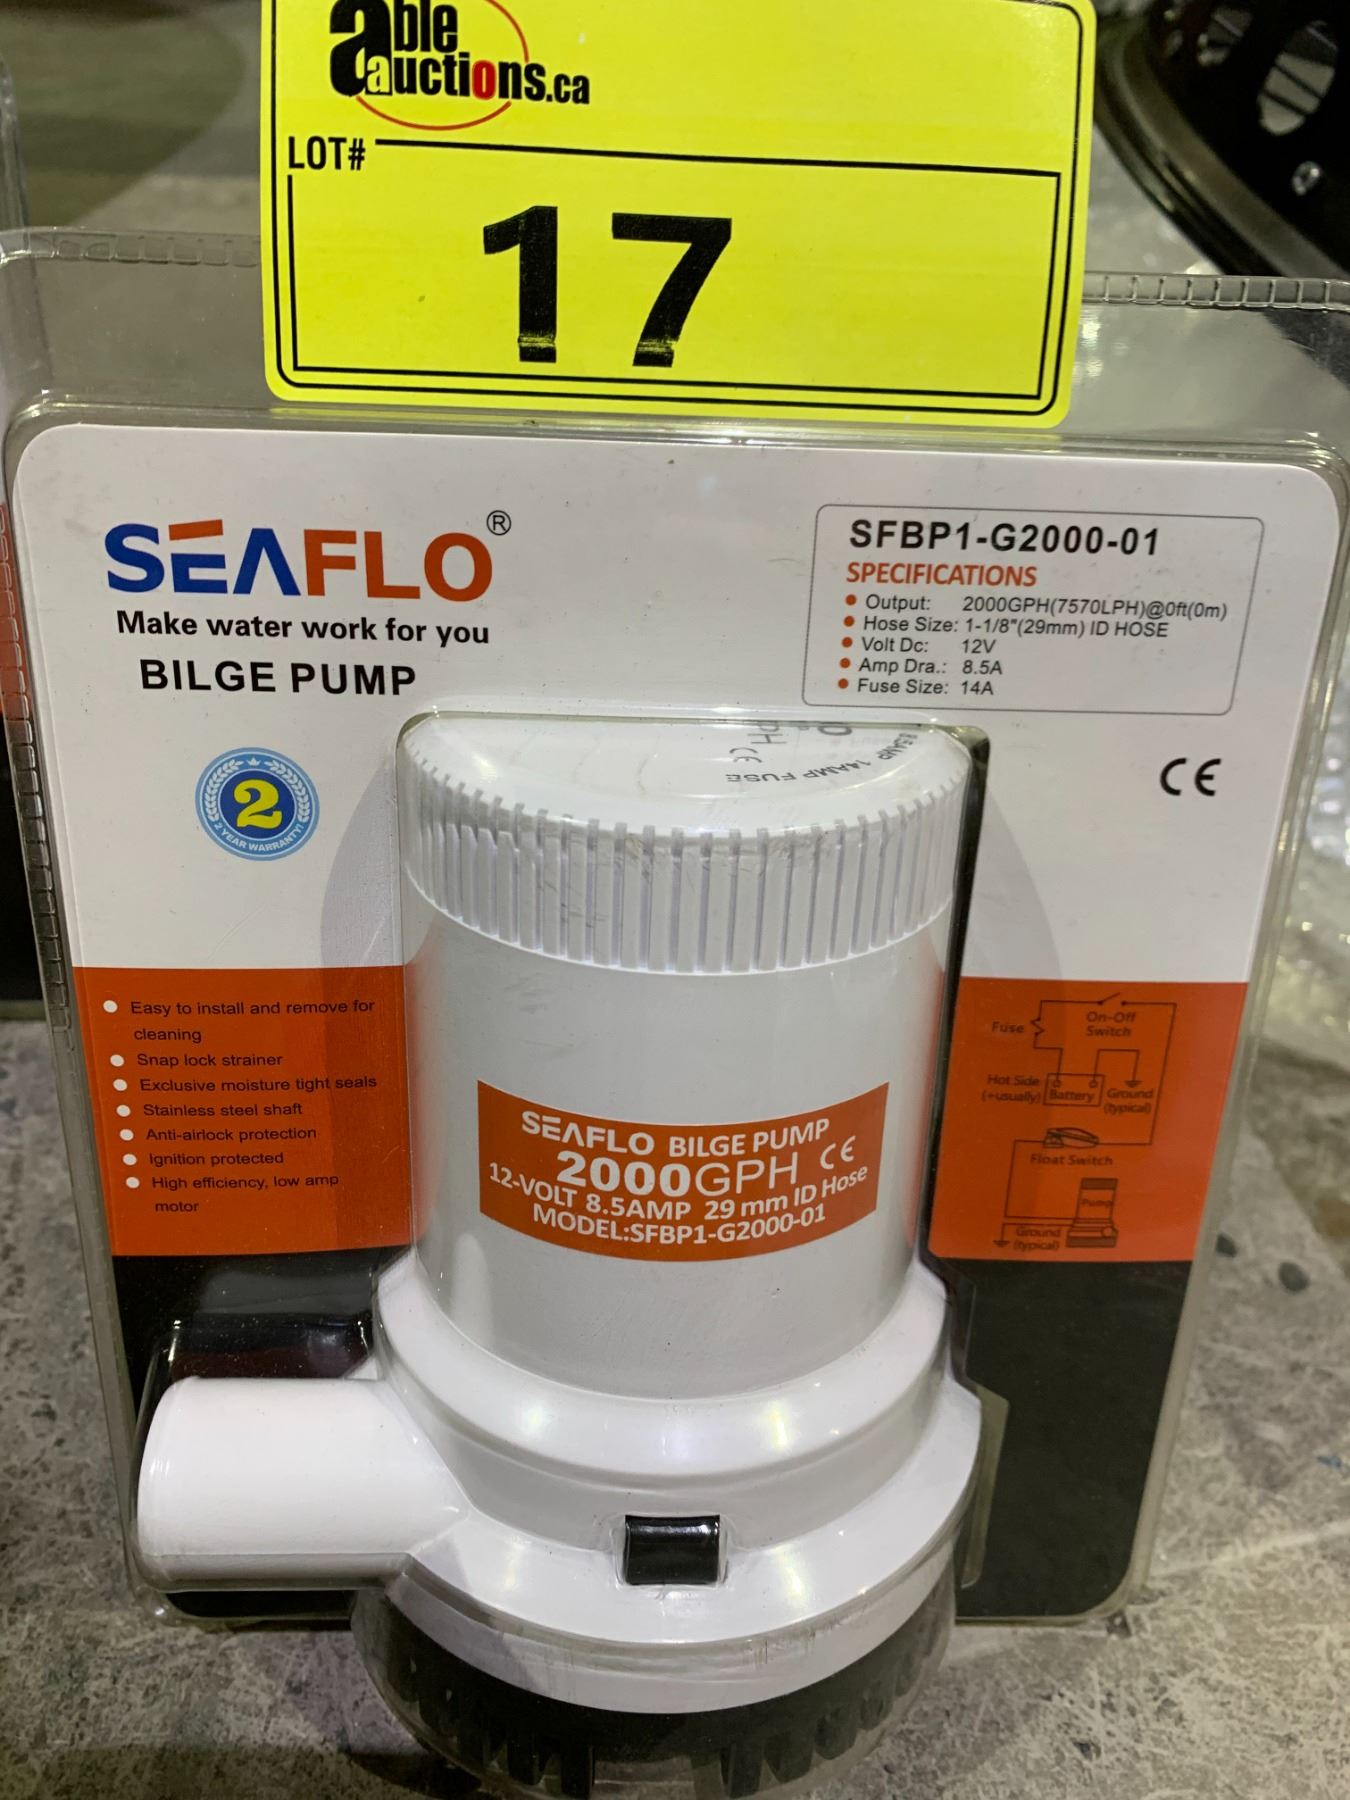 able
auctions.ca
LOT#
17
SEAFLO®
Make water work for you
BILGE PUMP
SFBP1-G2000-01
SPECIFICATIONS
Output: 2000GPH(7570LPH)@0ft(0m)
Hose Size: 1-1/8"(29mm) ID HOSE
Volt Dc: 12V
Amp Dra.: 8.5A
Fuse Size: 14A
CE
2
2 YEAR WARRANTY!
8.5AMP 14AMP FUSE
CE
Easy to install and remove for
cleaning
Snap lock strainer
Exclusive moisture tight seals
Stainless steel shaft
Anti-airlock protection
Ignition protected
High efficiency, low amp
motor
On-Off
Switch
Fuse
Hot Side
(+usually)
Battery
Ground
(typical)
Float Switch
Pump
Ground
(typical)
SEAFLO BILGE PUMP
2000GPH CE
12-VOLT 8.5AMP 29 mm ID Hose
MODEL:SFBP1-G2000-01